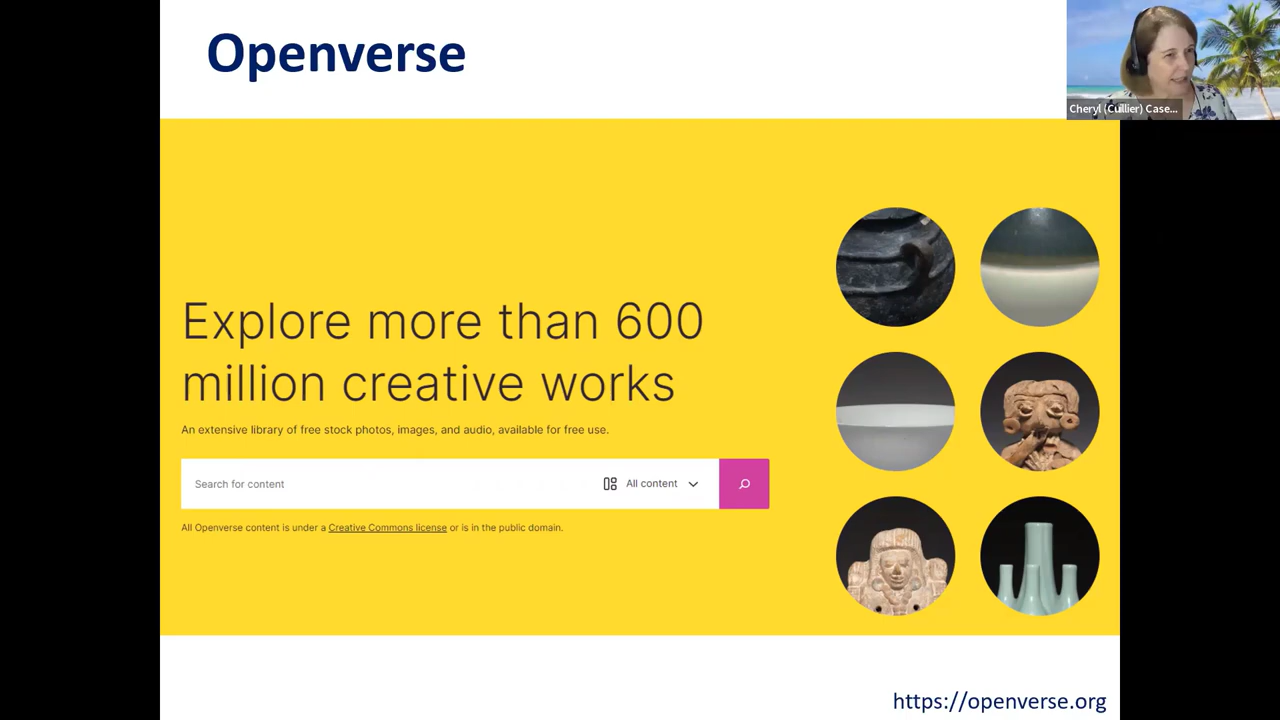 Openverse
Cheryl (Cuillier) Case...
Explore more than 600
million creative works
An extensive library of free stock photos, images, and audio, available for free use.
Search for content All content
All Openverse content is under a Creative Commons license or is in the public domain.
https://openverse.org